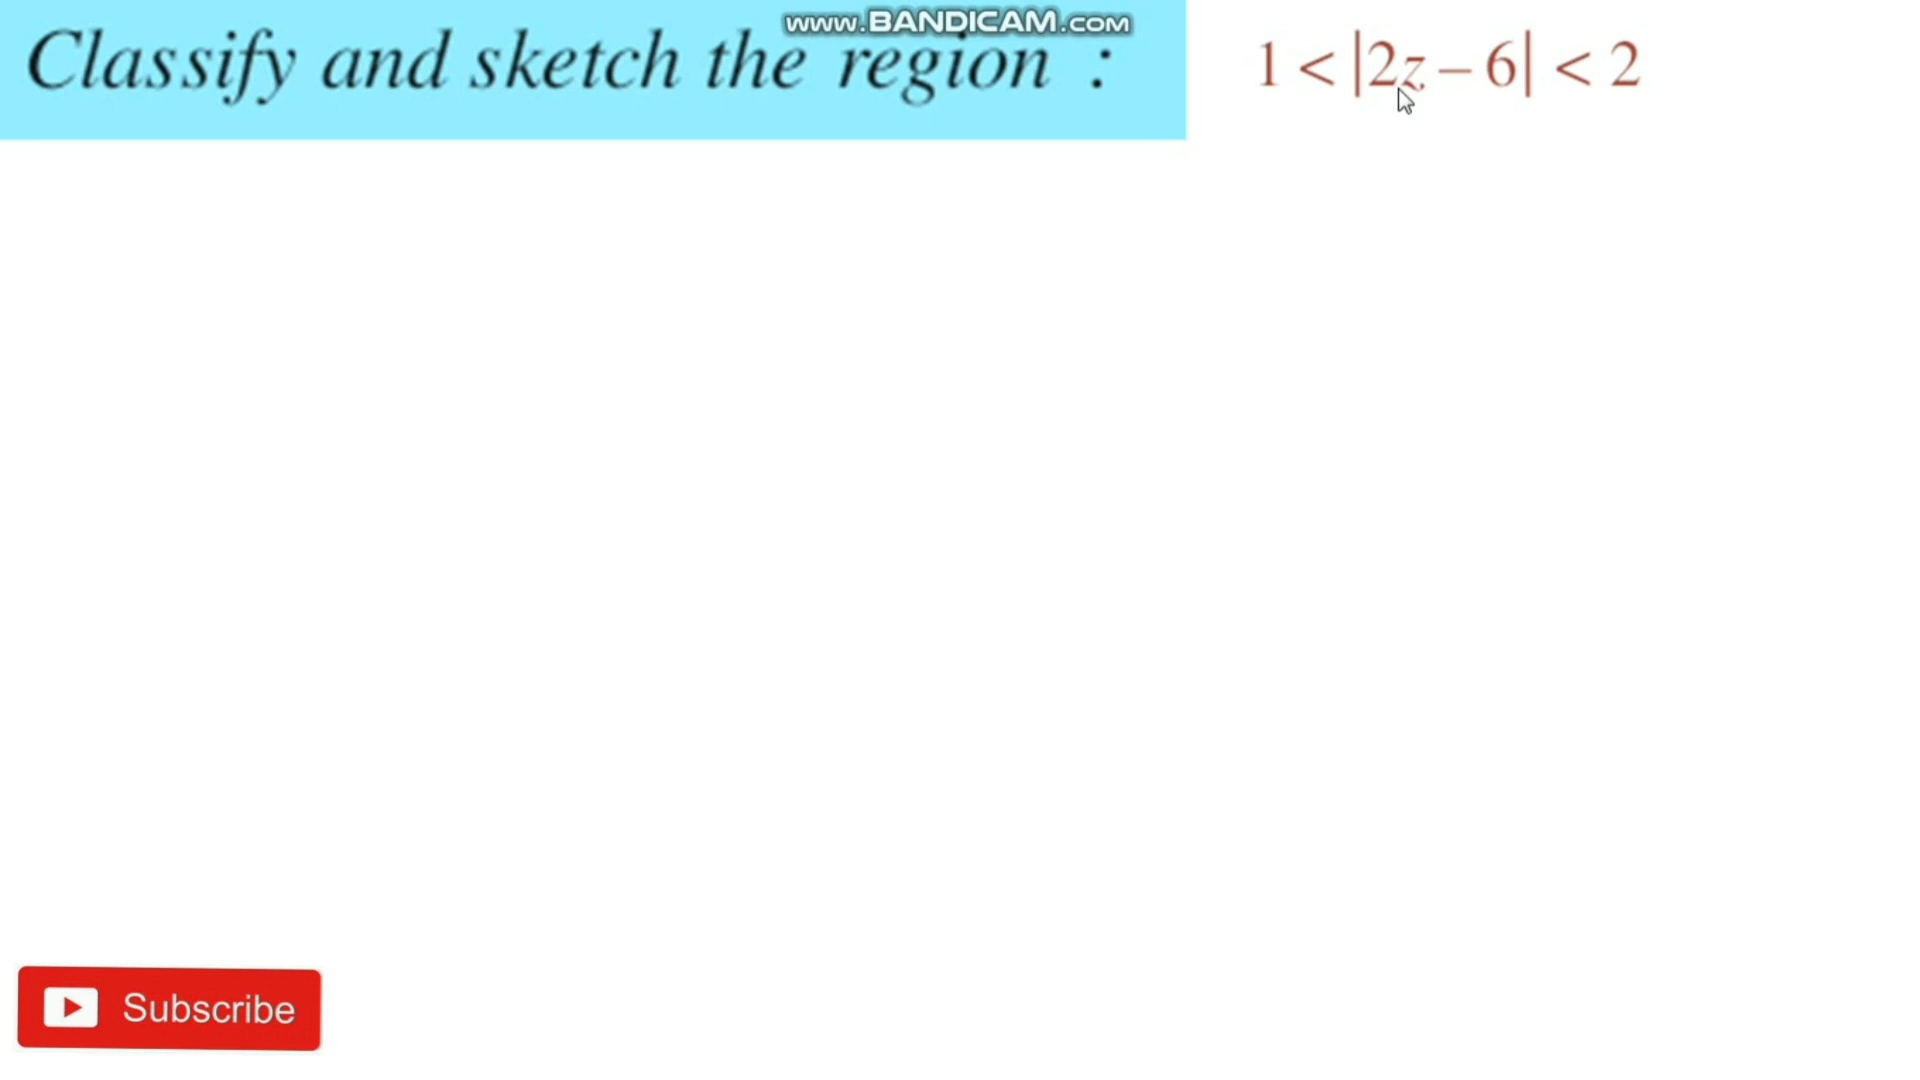 www.BANDICAM.com
Classify and sketch the region : 1 < |2z – 6| < 2
Subscribe